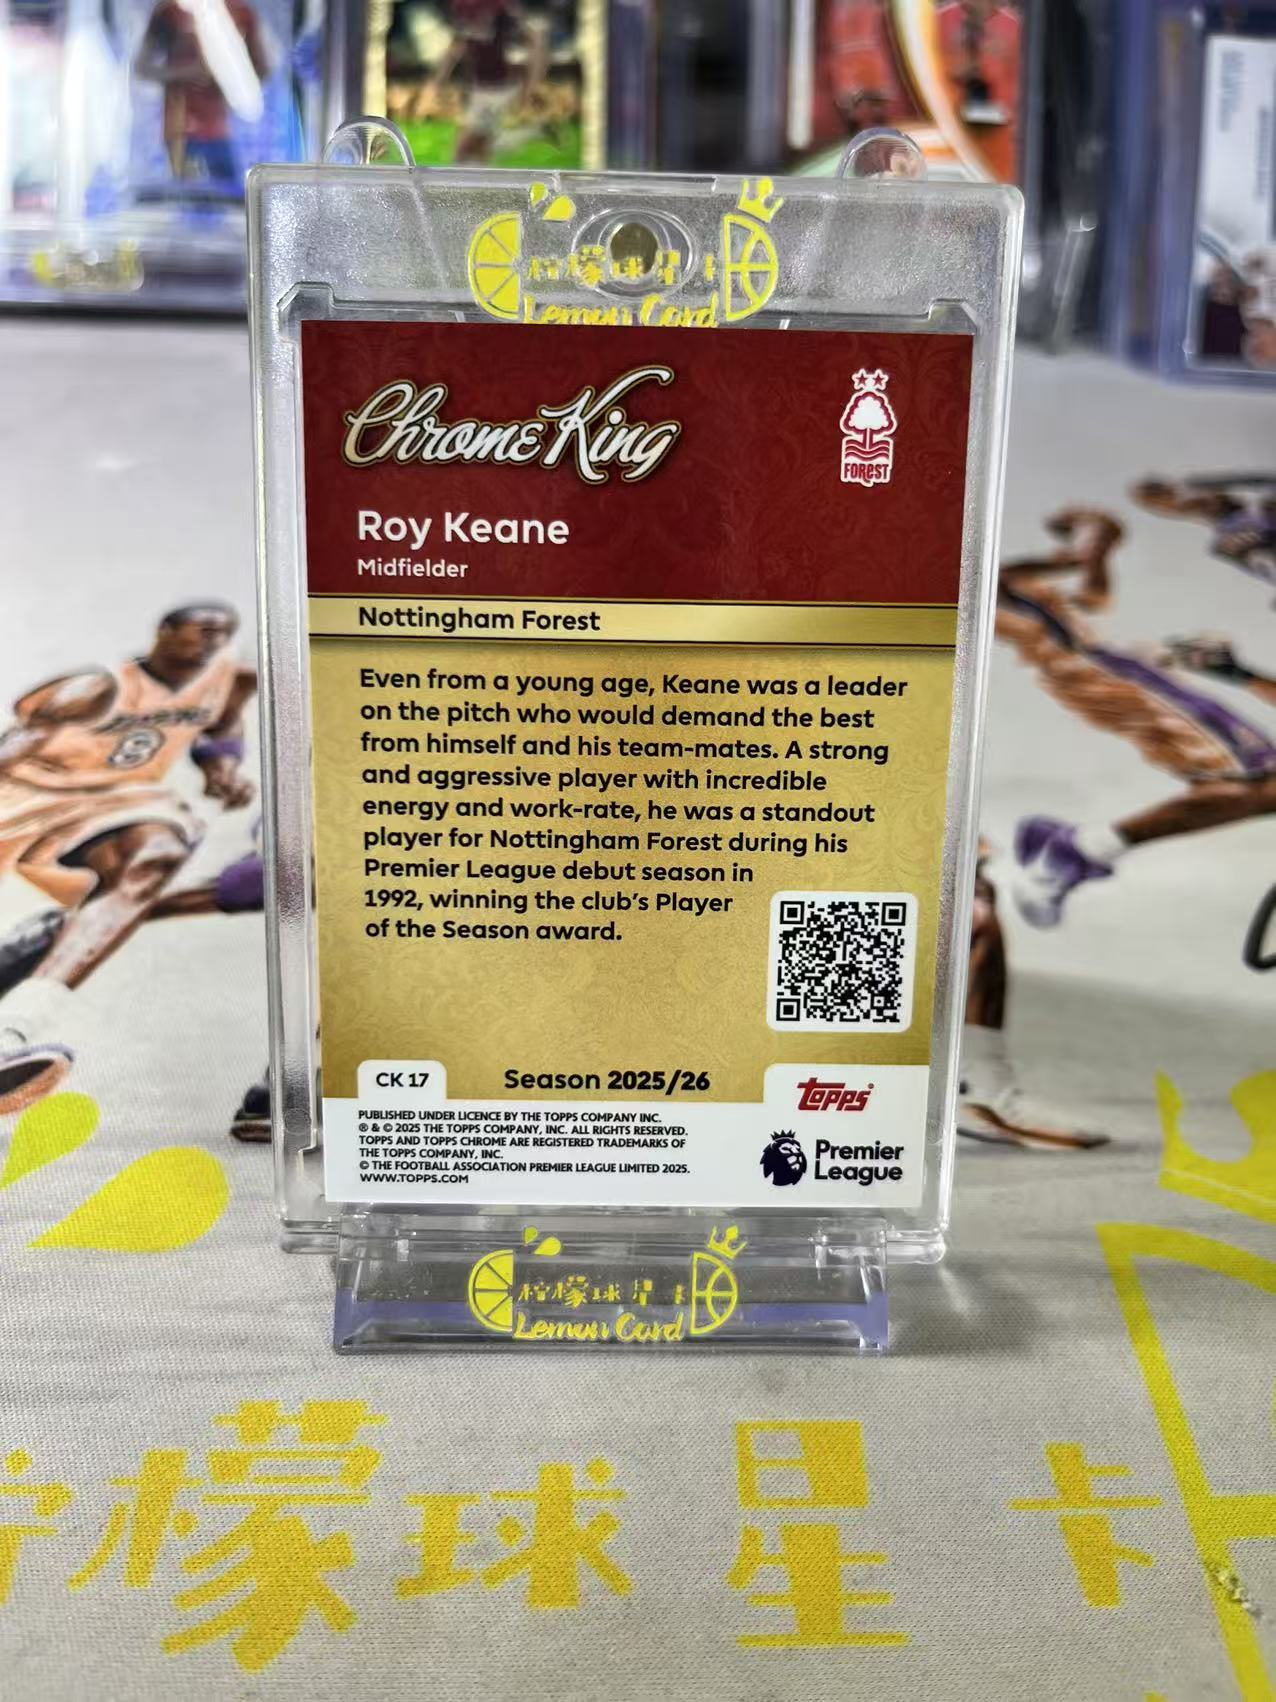 柠檬球星卡
Lemon Card
Chrome King
FOREST
Roy Keane
Midfielder
Nottingham Forest
Even from a young age, Keane was a leader
on the pitch who would demand the best
from himself and his team-mates. A strong
and aggressive player with incredible
energy and work-rate, he was a standout
player for Nottingham Forest during his
Premier League debut season in
1992, winning the club's Player
of the Season award.
CK 17
Season 2025/26
topps
PUBLISHED UNDER LICENCE BY THE TOPPS COMPANY INC.
® & © 2025 THE TOPPS COMPANY, INC. ALL RIGHTS RESERVED.
TOPPS AND TOPPS CHROME ARE REGISTERED TRADEMARKS OF
THE TOPPS COMPANY, INC.
© THE FOOTBALL ASSOCIATION PREMIER LEAGUE LIMITED 2025.
WWW.TOPPS.COM
Premier
League
柠檬球星卡
Lemon Card
柠檬球星卡